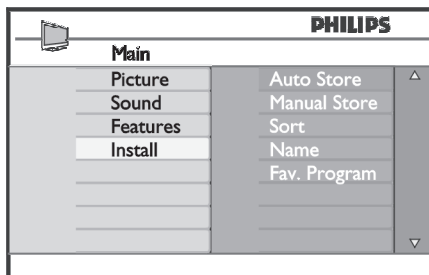 PHILIPS
Main
Picture
Sound
Features
Install
Auto Store
Manual Store
Sort
Name
Fav. Program